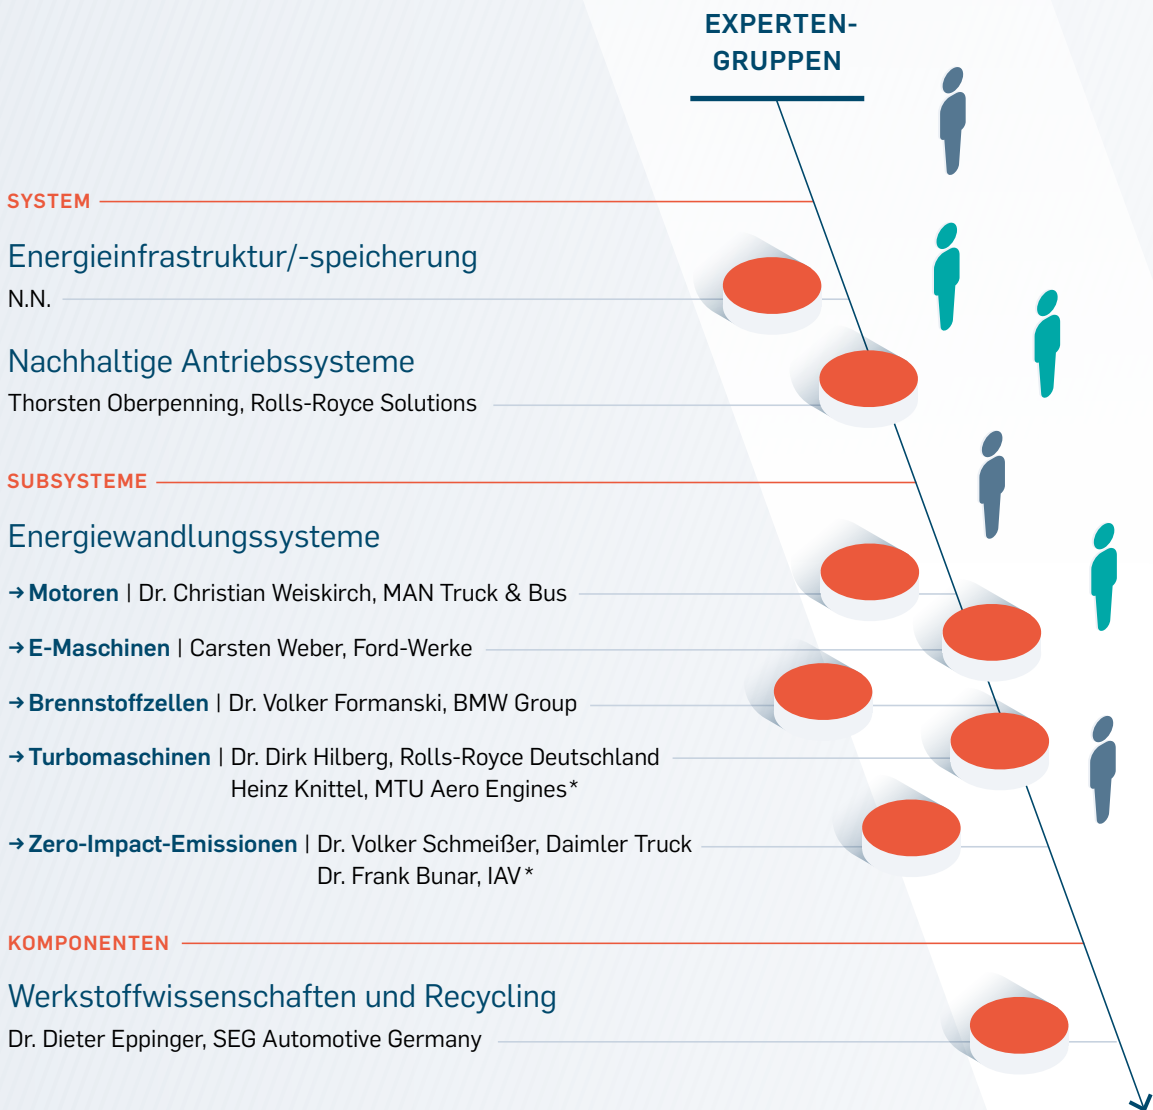 EXPERTEN-
GRUPPEN
SYSTEM
Energieinfrastruktur/-speicherung
N.N.
Nachhaltige Antriebssysteme
Thorsten Oberpenning, Rolls-Royce Solutions
SUBSYSTEME
Energiewandlungssysteme
→ Motoren | Dr. Christian Weiskirch, MAN Truck & Bus
→ E-Maschinen | Carsten Weber, Ford-Werke
→ Brennstoffzellen | Dr. Volker Formanski, BMW Group
→ Turbomaschinen | Dr. Dirk Hilberg, Rolls-Royce Deutschland
Heinz Knittel, MTU Aero Engines*
→ Zero-Impact-Emissionen | Dr. Volker Schmeißer, Daimler Truck
Dr. Frank Bunar, IAV*
KOMPONENTEN
Werkstoffwissenschaften und Recycling
Dr. Dieter Eppinger, SEG Automotive Germany